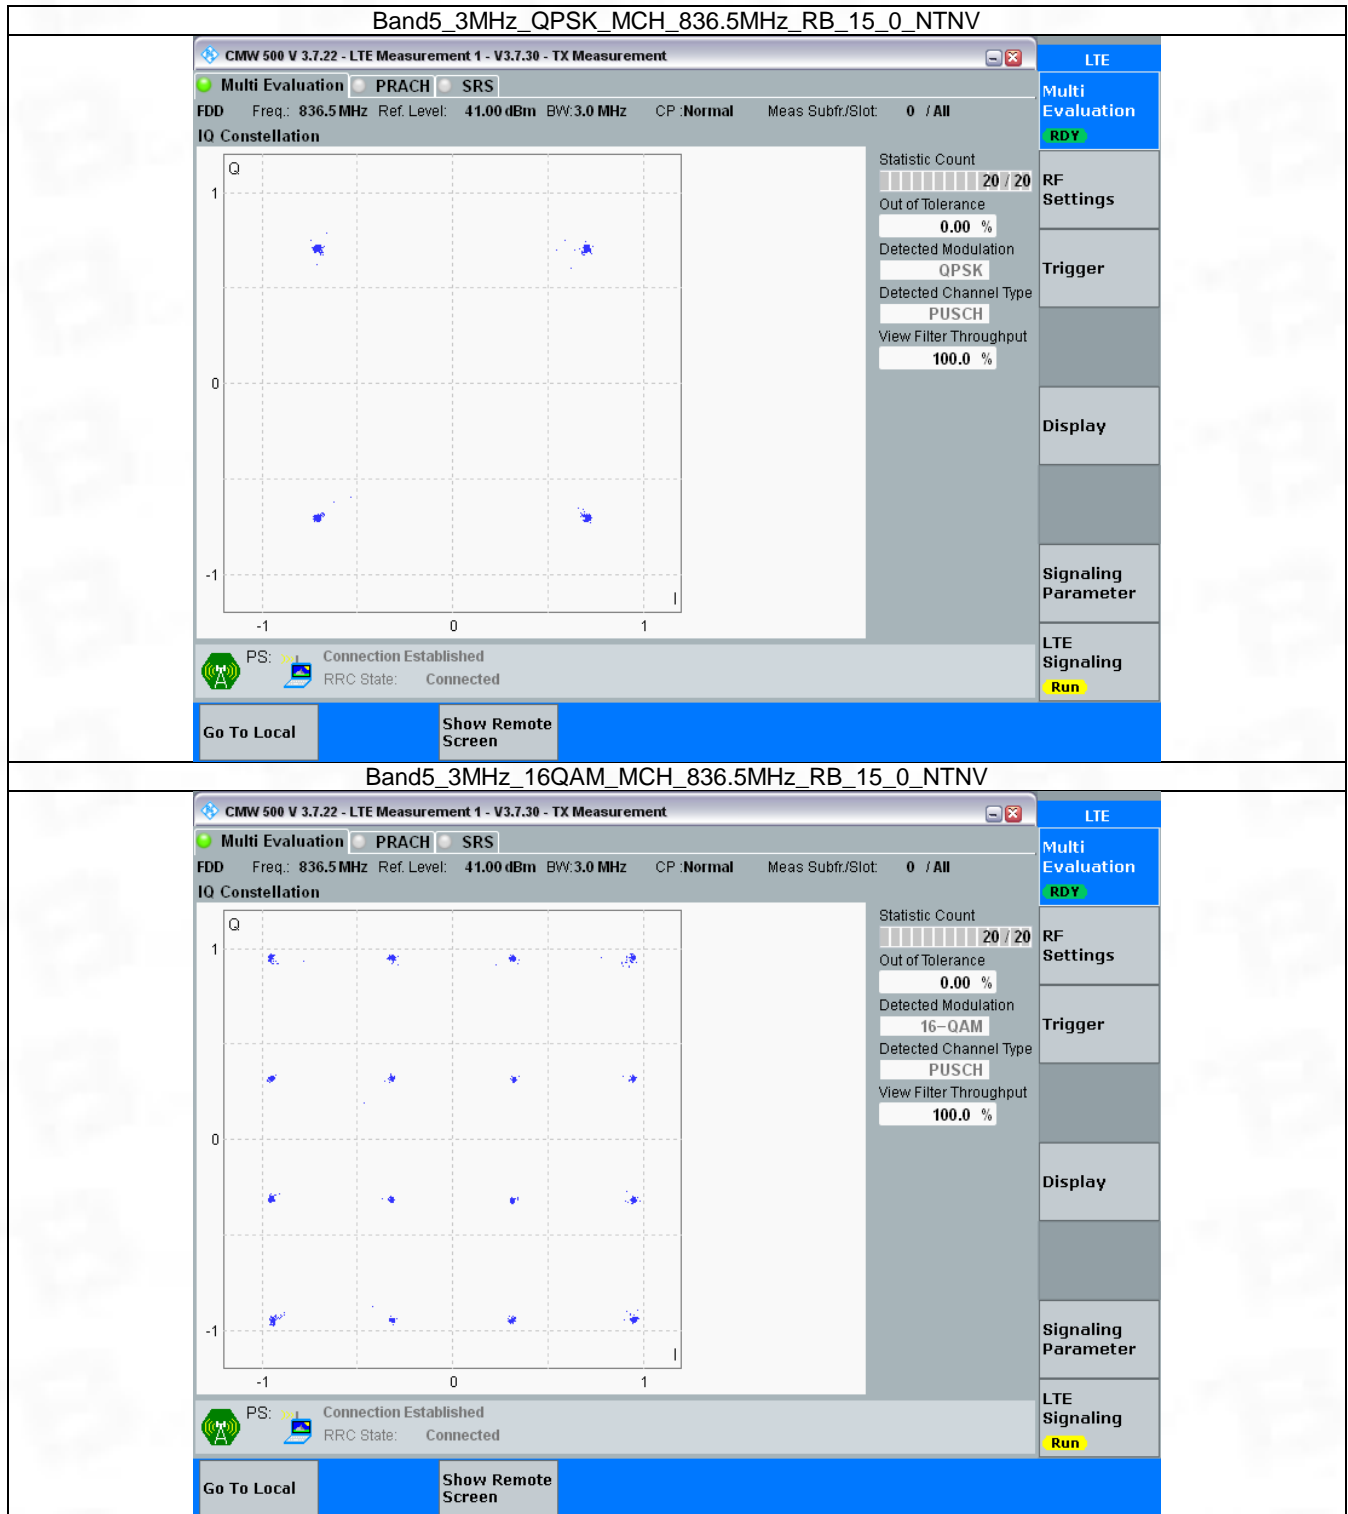 Band5_3MHz_QPSK_MCH_836.5MHz_RB_15_0_NTNV
CMW 500 V 3.7.22 - LTE Measurement 1 - V3.7.30 - TX Measurement
LTE
Multi Evaluation PRACH SRS
Multi
Evaluation
RDY
FDD Freq.: 836.5 MHz Ref. Level: 41.00 dBm BW: 3.0 MHz CP :Normal Meas Subfr./Slot: 0 / All
IQ Constellation
Q
1
0
-1
I
-1 0 1
Statistic Count
20 / 20
Out of Tolerance
0.00 %
Detected Modulation
QPSK
Detected Channel Type
PUSCH
View Filter Throughput
100.0 %
RF
Settings
Trigger
Display
Signaling
Parameter
LTE
Signaling
Run
PS: Connection Established
RRC State: Connected
Go To Local
Show Remote
Screen
Band5_3MHz_16QAM_MCH_836.5MHz_RB_15_0_NTNV
CMW 500 V 3.7.22 - LTE Measurement 1 - V3.7.30 - TX Measurement
LTE
Multi Evaluation PRACH SRS
Multi
Evaluation
RDY
FDD Freq.: 836.5 MHz Ref. Level: 41.00 dBm BW: 3.0 MHz CP :Normal Meas Subfr./Slot: 0 / All
IQ Constellation
Q
1
0
-1
I
-1 0 1
Statistic Count
20 / 20
Out of Tolerance
0.00 %
Detected Modulation
16-QAM
Detected Channel Type
PUSCH
View Filter Throughput
100.0 %
RF
Settings
Trigger
Display
Signaling
Parameter
LTE
Signaling
Run
PS: Connection Established
RRC State: Connected
Go To Local
Show Remote
Screen